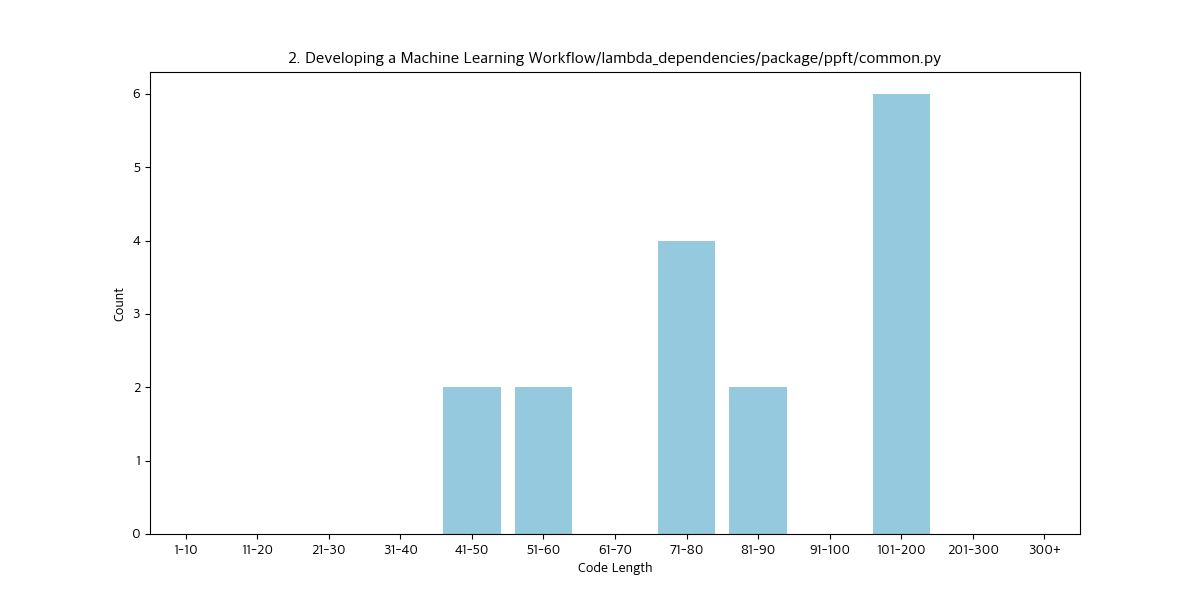 2. Developing a Machine Learning Workflow/lambda_dependencies/package/ppft/common.py
6
5
4
3
2
1
0
Count
1-10 11-20 21-30 31-40 41-50 51-60 61-70 71-80 81-90 91-100 101-200 201-300 300+
Code Length